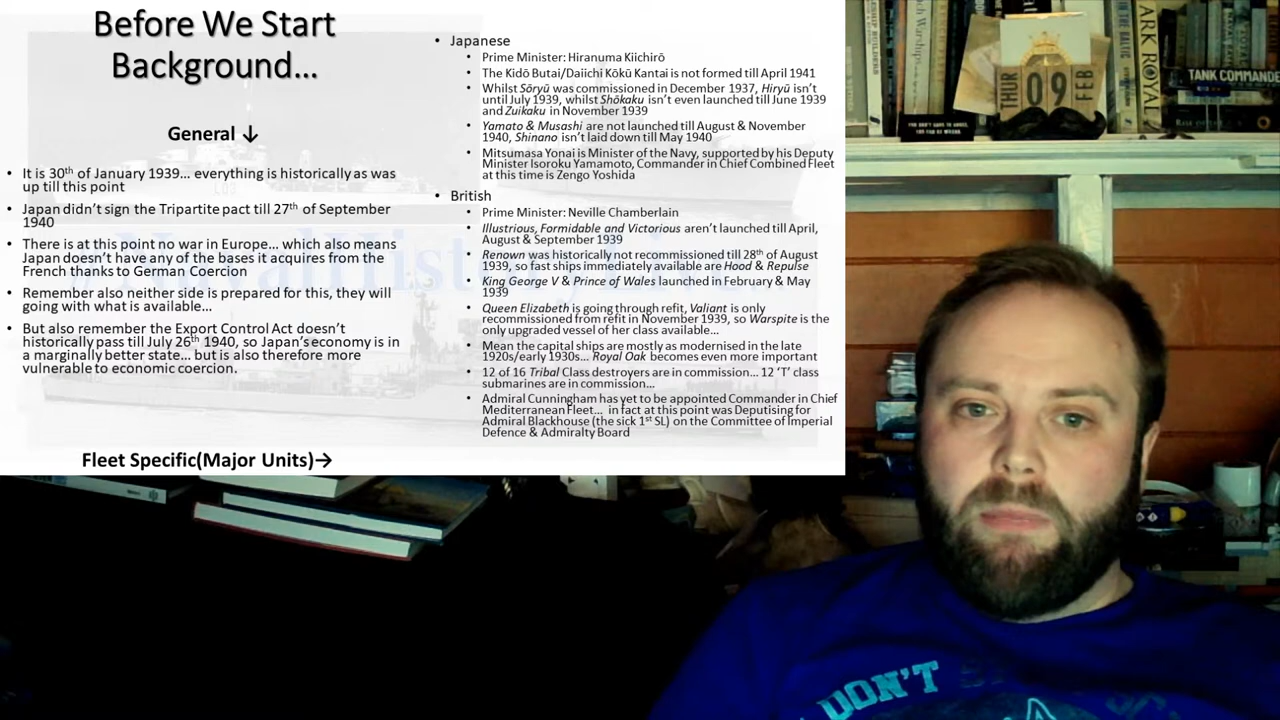 Before We Start
Background...
General ↓
• It is 30th of January 1939... everything is historically as was
up till this point
• Japan didn't sign the Tripartite pact till 27th of September
1940
• There is at this point no war in Europe... which also means
Japan doesn't have any of the bases it acquires from the
French thanks to German Coercion
• Remember also neither side is prepared for this, they will
going with what is available...
• But also remember the Export Control Act doesn't
historically pass till July 26th 1940, so Japan's economy is in
a marginally better state... but is also therefore more
vulnerable to economic coercion.
Fleet Specific(Major Units)→
• Japanese
• Prime Minister: Hiranuma Kiichirō
• The Kidō Butai/Daiichi Kōkū Kantai is not formed till April 1941
• Whilst Sōryū was commissioned in December 1937, Hiryū isn't
until July 1939, whilst Shōkaku isn't even launched till June 1939
and Zuikaku in November 1939
• Yamato & Musashi are not launched till August & November
1940, Shinano isn't laid down till May 1940
• Mitsumasa Yonai is Minister of the Navy, supported by his Deputy
Minister Isoroku Yamamoto, Commander in Chief Combined Fleet
at this time is Zengo Yoshida
• British
• Prime Minister: Neville Chamberlain
• Illustrious, Formidable and Victorious aren't launched till April,
August & September 1939
• Renown was historically not recommissioned till 28th of August
1939, so fast ships immediately available are Hood & Repulse
• King George V & Prince of Wales launched in February & May
1939
• Queen Elizabeth is going through refit, Valiant is only
recommissioned from refit in November 1939, so Warspite is the
only upgraded vessel of her class available...
• Mean the capital ships are mostly as modernised in the late
1920s/early 1930s... Royal Oak becomes even more important
• 12 of 16 Tribal Class destroyers are in commission... 12 'T' class
submarines are in commission...
• Admiral Cunningham has yet to be appointed Commander in Chief
Mediterranean Fleet... in fact at this point was Deputising for
Admiral Blackhouse (the sick 1st SL) on the Committee of Imperial
Defence & Admiralty Board
IN THE BALTIC
ARK ROYAL
TANK COMMANDE
THUR
09
FEB
DON'T